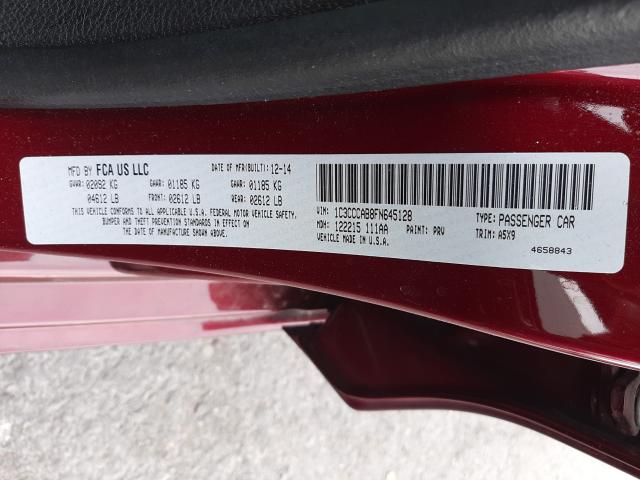 MFD BY FCA US LLC DATE OF MFR(BUILT): 12-14
GVWR: 02092 KG GAWR: 01185 KG GAWR: 01185 KG
04612 LB FRONT: 02612 LB REAR: 02612 LB
THIS VEHICLE CONFORMS TO ALL APPLICABLE U.S.A. FEDERAL MOTOR VEHICLE SAFETY,
BUMPER AND THEFT PREVENTION STANDARDS IN EFFECT ON THE
DATE OF MANUFACTURE SHOWN ABOVE.
VIN: 1C3CCCAB8FN645128 TYPE: PASSENGER CAR
MDH: 122215 111AA PAINT: PRV TRIM: A5X9
VEHICLE MADE IN U.S.A. 4658843